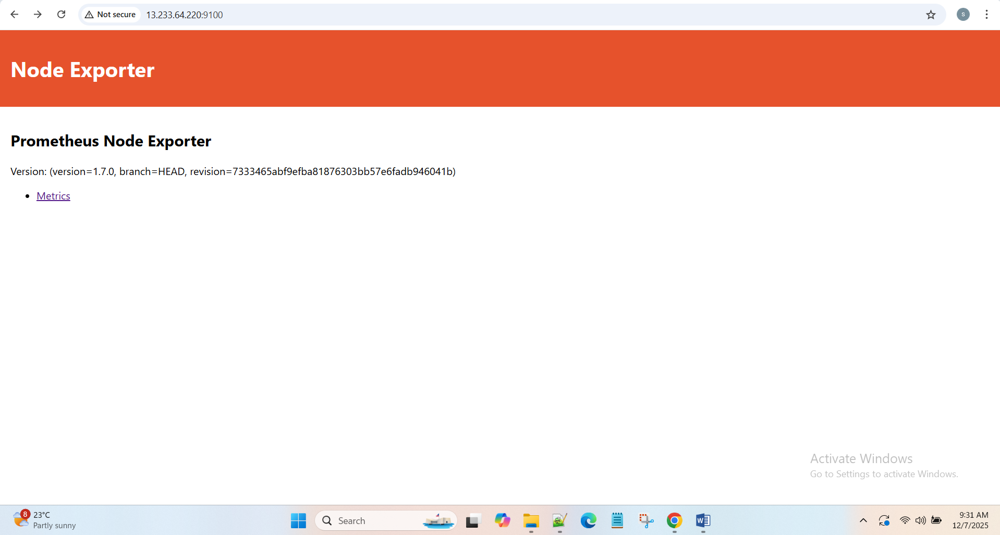 Not secure
13.233.64.220:9100
S
Node Exporter
Prometheus Node Exporter
Version: (version=1.7.0, branch=HEAD, revision=7333465abf9efba81876303bb57e6fadb946041b)
Metrics
Activate Windows
Go to Settings to activate Windows.
8
23°C
Partly sunny
Search
9:31 AM
12/7/2025